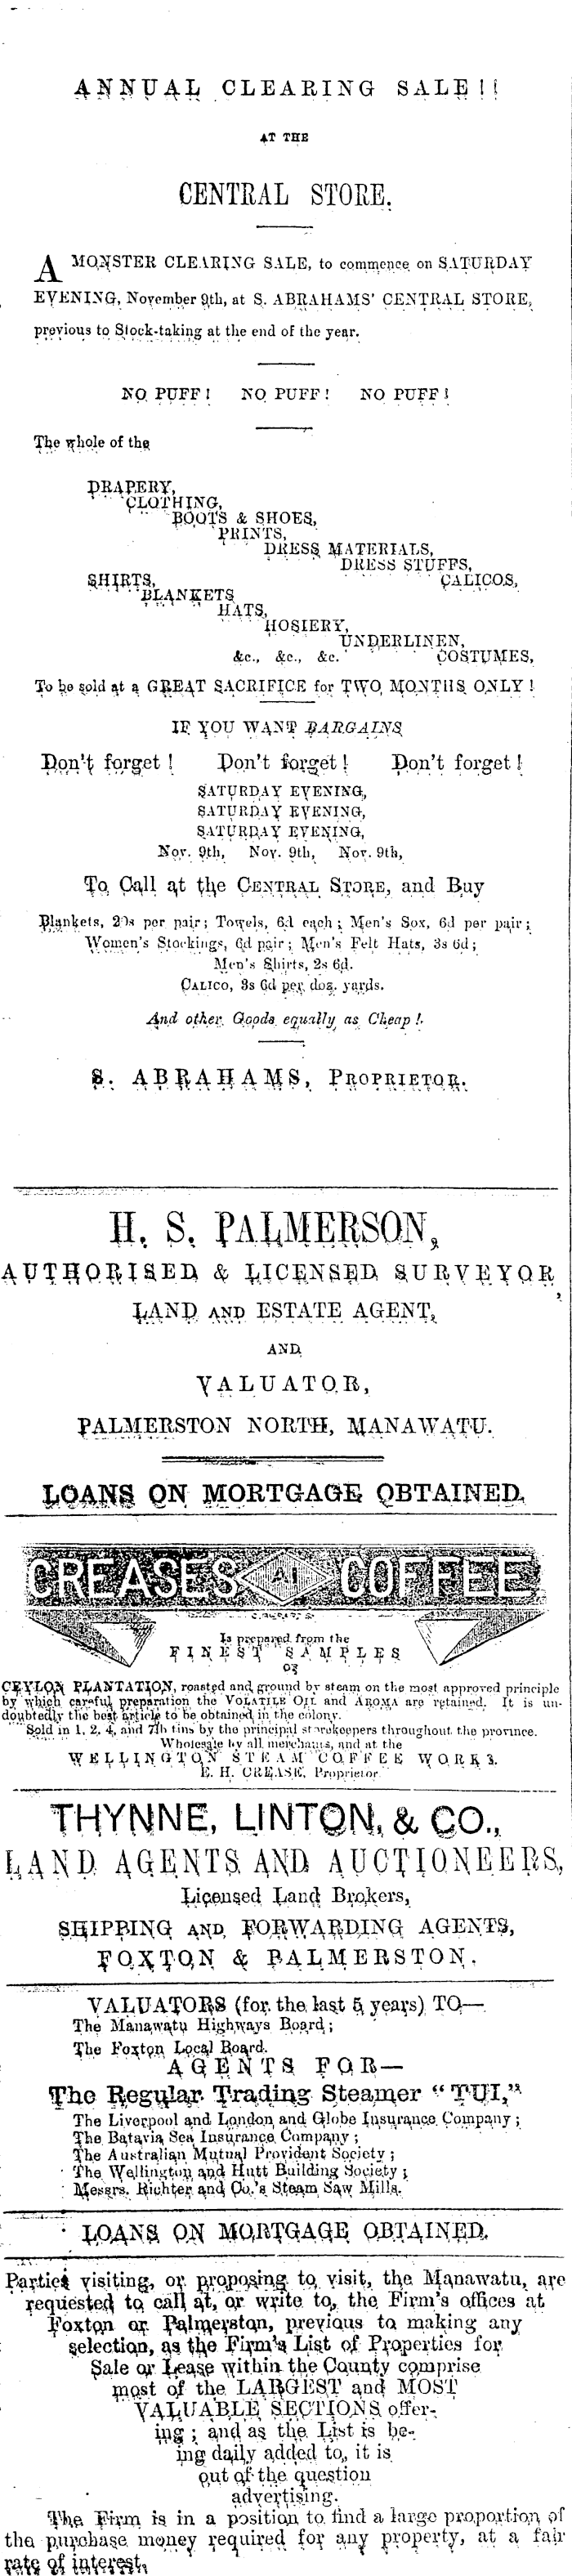 ANNUAL CLEARING SALE!!
AT THE
CENTRAL STORE.
A MONSTER CLEARING SALE, to commence on SATURDAY
EVENING, November 9th, at S. ABRAHAMS' CENTRAL STORE,
previous to Stock-taking at the end of the year.
NO PUFF! NO PUFF! NO PUFF!
The whole of the
DRAPERY,
CLOTHING,
BOOTS & SHOES,
PRINTS,
DRESS MATERIALS,
DRESS STUFFS,
SHIRTS, CALICOS,
BLANKETS
HATS,
HOSIERY,
UNDERLINEN,
&c., &c., &c. COSTUMES,
To be sold at a GREAT SACRIFICE for TWO MONTHS ONLY!
IF YOU WANT BARGAINS
Don't forget! Don't forget! Don't forget!
SATURDAY EVENING,
SATURDAY EVENING,
SATURDAY EVENING,
Nov. 9th, Nov. 9th, Nov. 9th,
To Call at the CENTRAL STORE, and Buy
Blankets, 20s per pair; Towels, 6d each; Men's Sox, 6d per pair;
Women's Stockings, 6d pair; Men's Felt Hats, 3s 6d;
Men's Shirts, 2s 6d.
CALICO, 3s 6d per doz. yards.
And other Goods equally as Cheap!
S. ABRAHAMS, PROPRIETOR.
H. S. PALMERSON,
AUTHORISED & LICENSED SURVEYOR,
LAND AND ESTATE AGENT,
AND
VALUATOR,
PALMERSTON NORTH, MANAWATU.
LOANS ON MORTGAGE OBTAINED.
CREASES A1 COFFEE
Is prepared from the
FINEST SAMPLES
OF
CEYLON PLANTATION, roasted and ground by steam on the most approved principle
by which careful preparation the VOLATILE OIL and AROMA are retained. It is un-
doubtedly the best article to be obtained in the colony.
Sold in 1, 2, 4, and 7lb tins by the principal storekeepers throughout the province.
Wholesale by all merchants, and at the
WELLINGTON STEAM COFFEE WORKS.
E. H. CREASE, Proprietor
THYNNE, LINTON, & CO.,
LAND AGENTS AND AUCTIONEERS,
Licensed Land Brokers,
SHIPPING AND FORWARDING AGENTS,
FOXTON & PALMERSTON.
VALUATORS (for the last 5 years) TO—
The Manawatu Highways Board;
The Foxton Local Board.
AGENTS FOR—
The Regular Trading Steamer "TUI,"
The Liverpool and London and Globe Insurance Company;
The Batavia Sea Insurance Company;
The Australian Mutual Provident Society;
The Wellington and Hutt Building Society;
Messrs. Richter and Co.'s Steam Saw Mills.
LOANS ON MORTGAGE OBTAINED.
Parties visiting, or proposing to visit, the Manawatu, are
requested to call at, or write to, the Firm's offices at
Foxton or Palmerston, previous to making any
selection, as the Firm's List of Properties for
Sale or Lease within the County comprise
most of the LARGEST and MOST
VALUABLE SECTIONS offer-
ing; and as the List is be-
ing daily added to, it is
out of the question
advertising.
The Firm is in a position to find a large proportion of
the purchase money required for any property, at a fair
rate of interest.